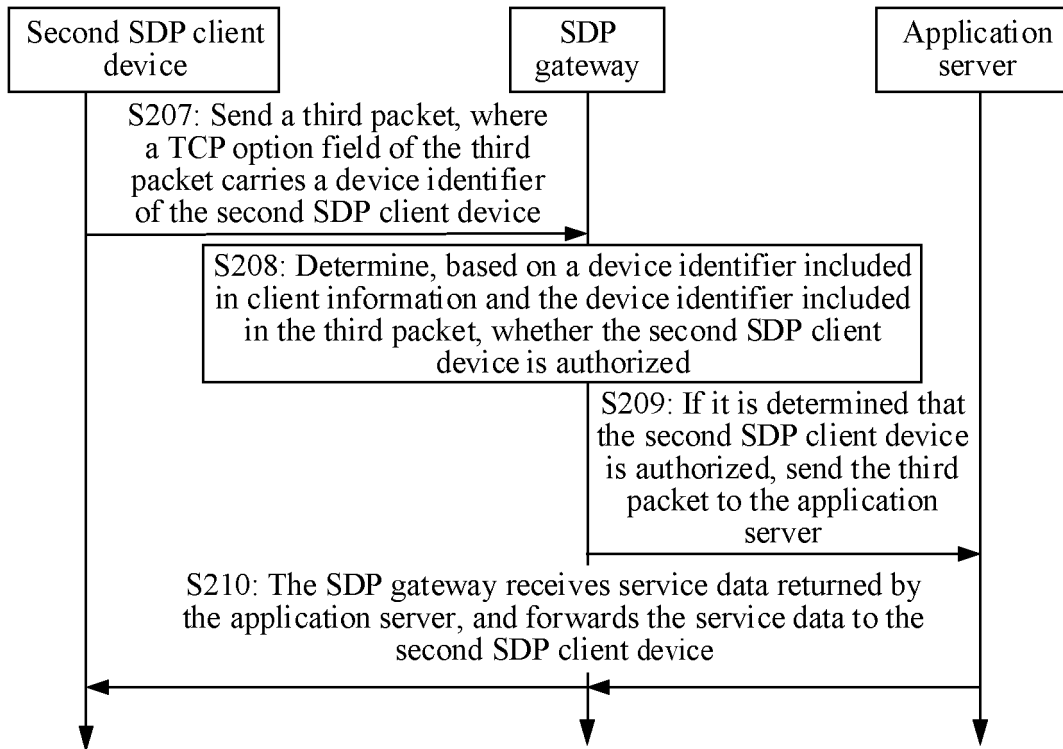 Second SDP client
device
SDP
gateway
Application
server
S207: Send a third packet, where
a TCP option field of the third
packet carries a device identifier
of the second SDP client device
S208: Determine, based on a device identifier included
in client information and the device identifier included
in the third packet, whether the second SDP client
device is authorized
S209: If it is determined that
the second SDP client device
is authorized, send the third
packet to the application
server
S210: The SDP gateway receives service data returned by
the application server, and forwards the service data to the
second SDP client device